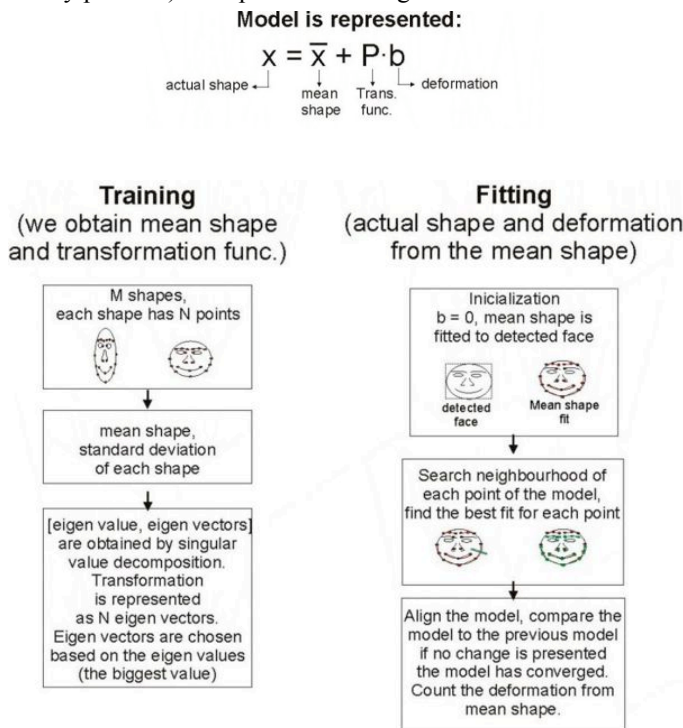 Model is represented:
x = x̅ + P·b
actual shape
mean shape
Trans. func.
deformation
Training
(we obtain mean shape
and transformation func.)
M shapes,
each shape has N points
mean shape,
standard deviation
of each shape
[eigen value, eigen vectors]
are obtained by singular
value decomposition.
Transformation
is represented
as N eigen vectors.
Eigen vectors are chosen
based on the eigen values
(the biggest value)
Fitting
(actual shape and deformation
from the mean shape)
Inicialization
b = 0, mean shape is
fitted to detected face
detected
face
Mean shape
fit
Search neighbourhood of
each point of the model,
find the best fit for each point
Align the model, compare the
model to the previous model
if no change is presented
the model has converged.
Count the deformation from
mean shape.